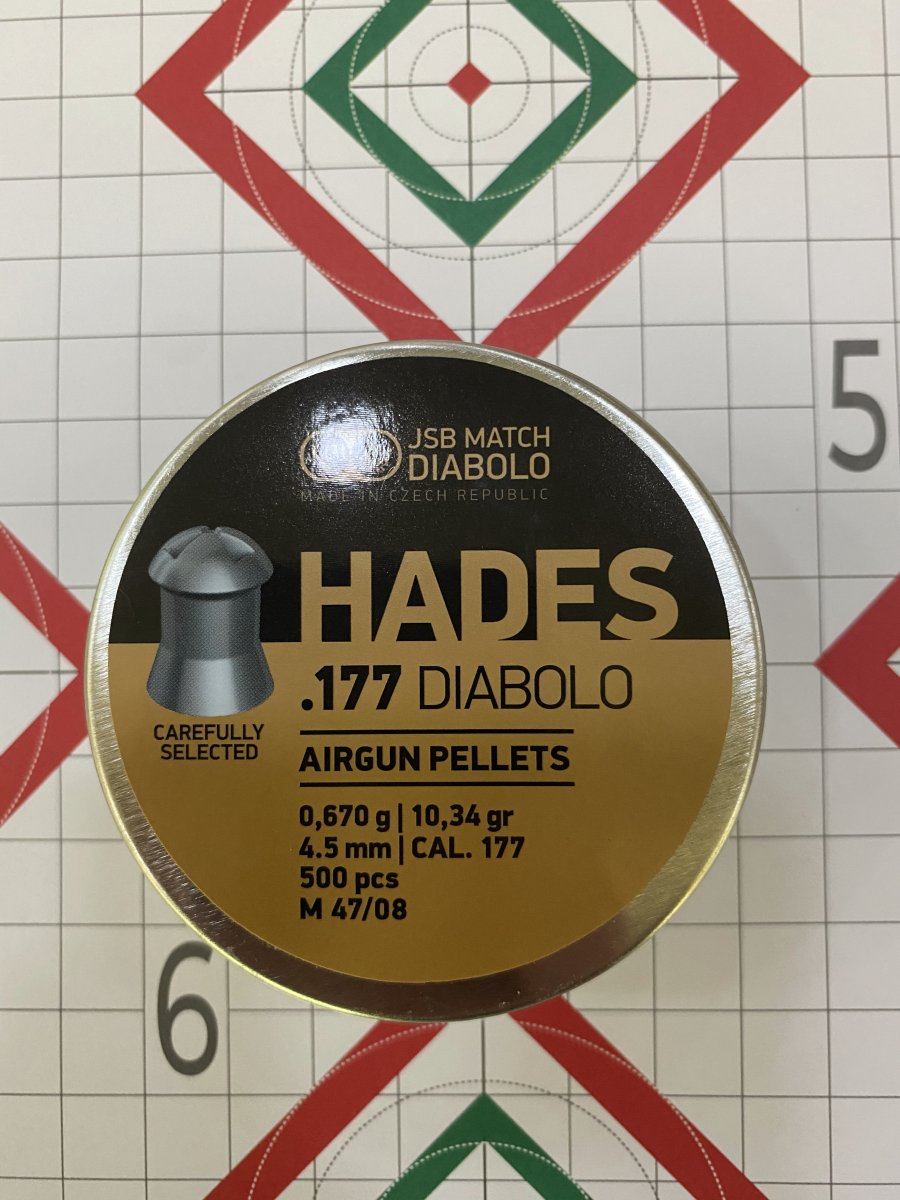 5
JSB MATCH
DIABOLO
MADE IN CZECH REPUBLIC
HADES
.177 DIABOLO
CAREFULLY
SELECTED
AIRGUN PELLETS
0,670 g | 10,34 gr
4.5 mm | CAL. 177
500 pcs
M 47/08
6